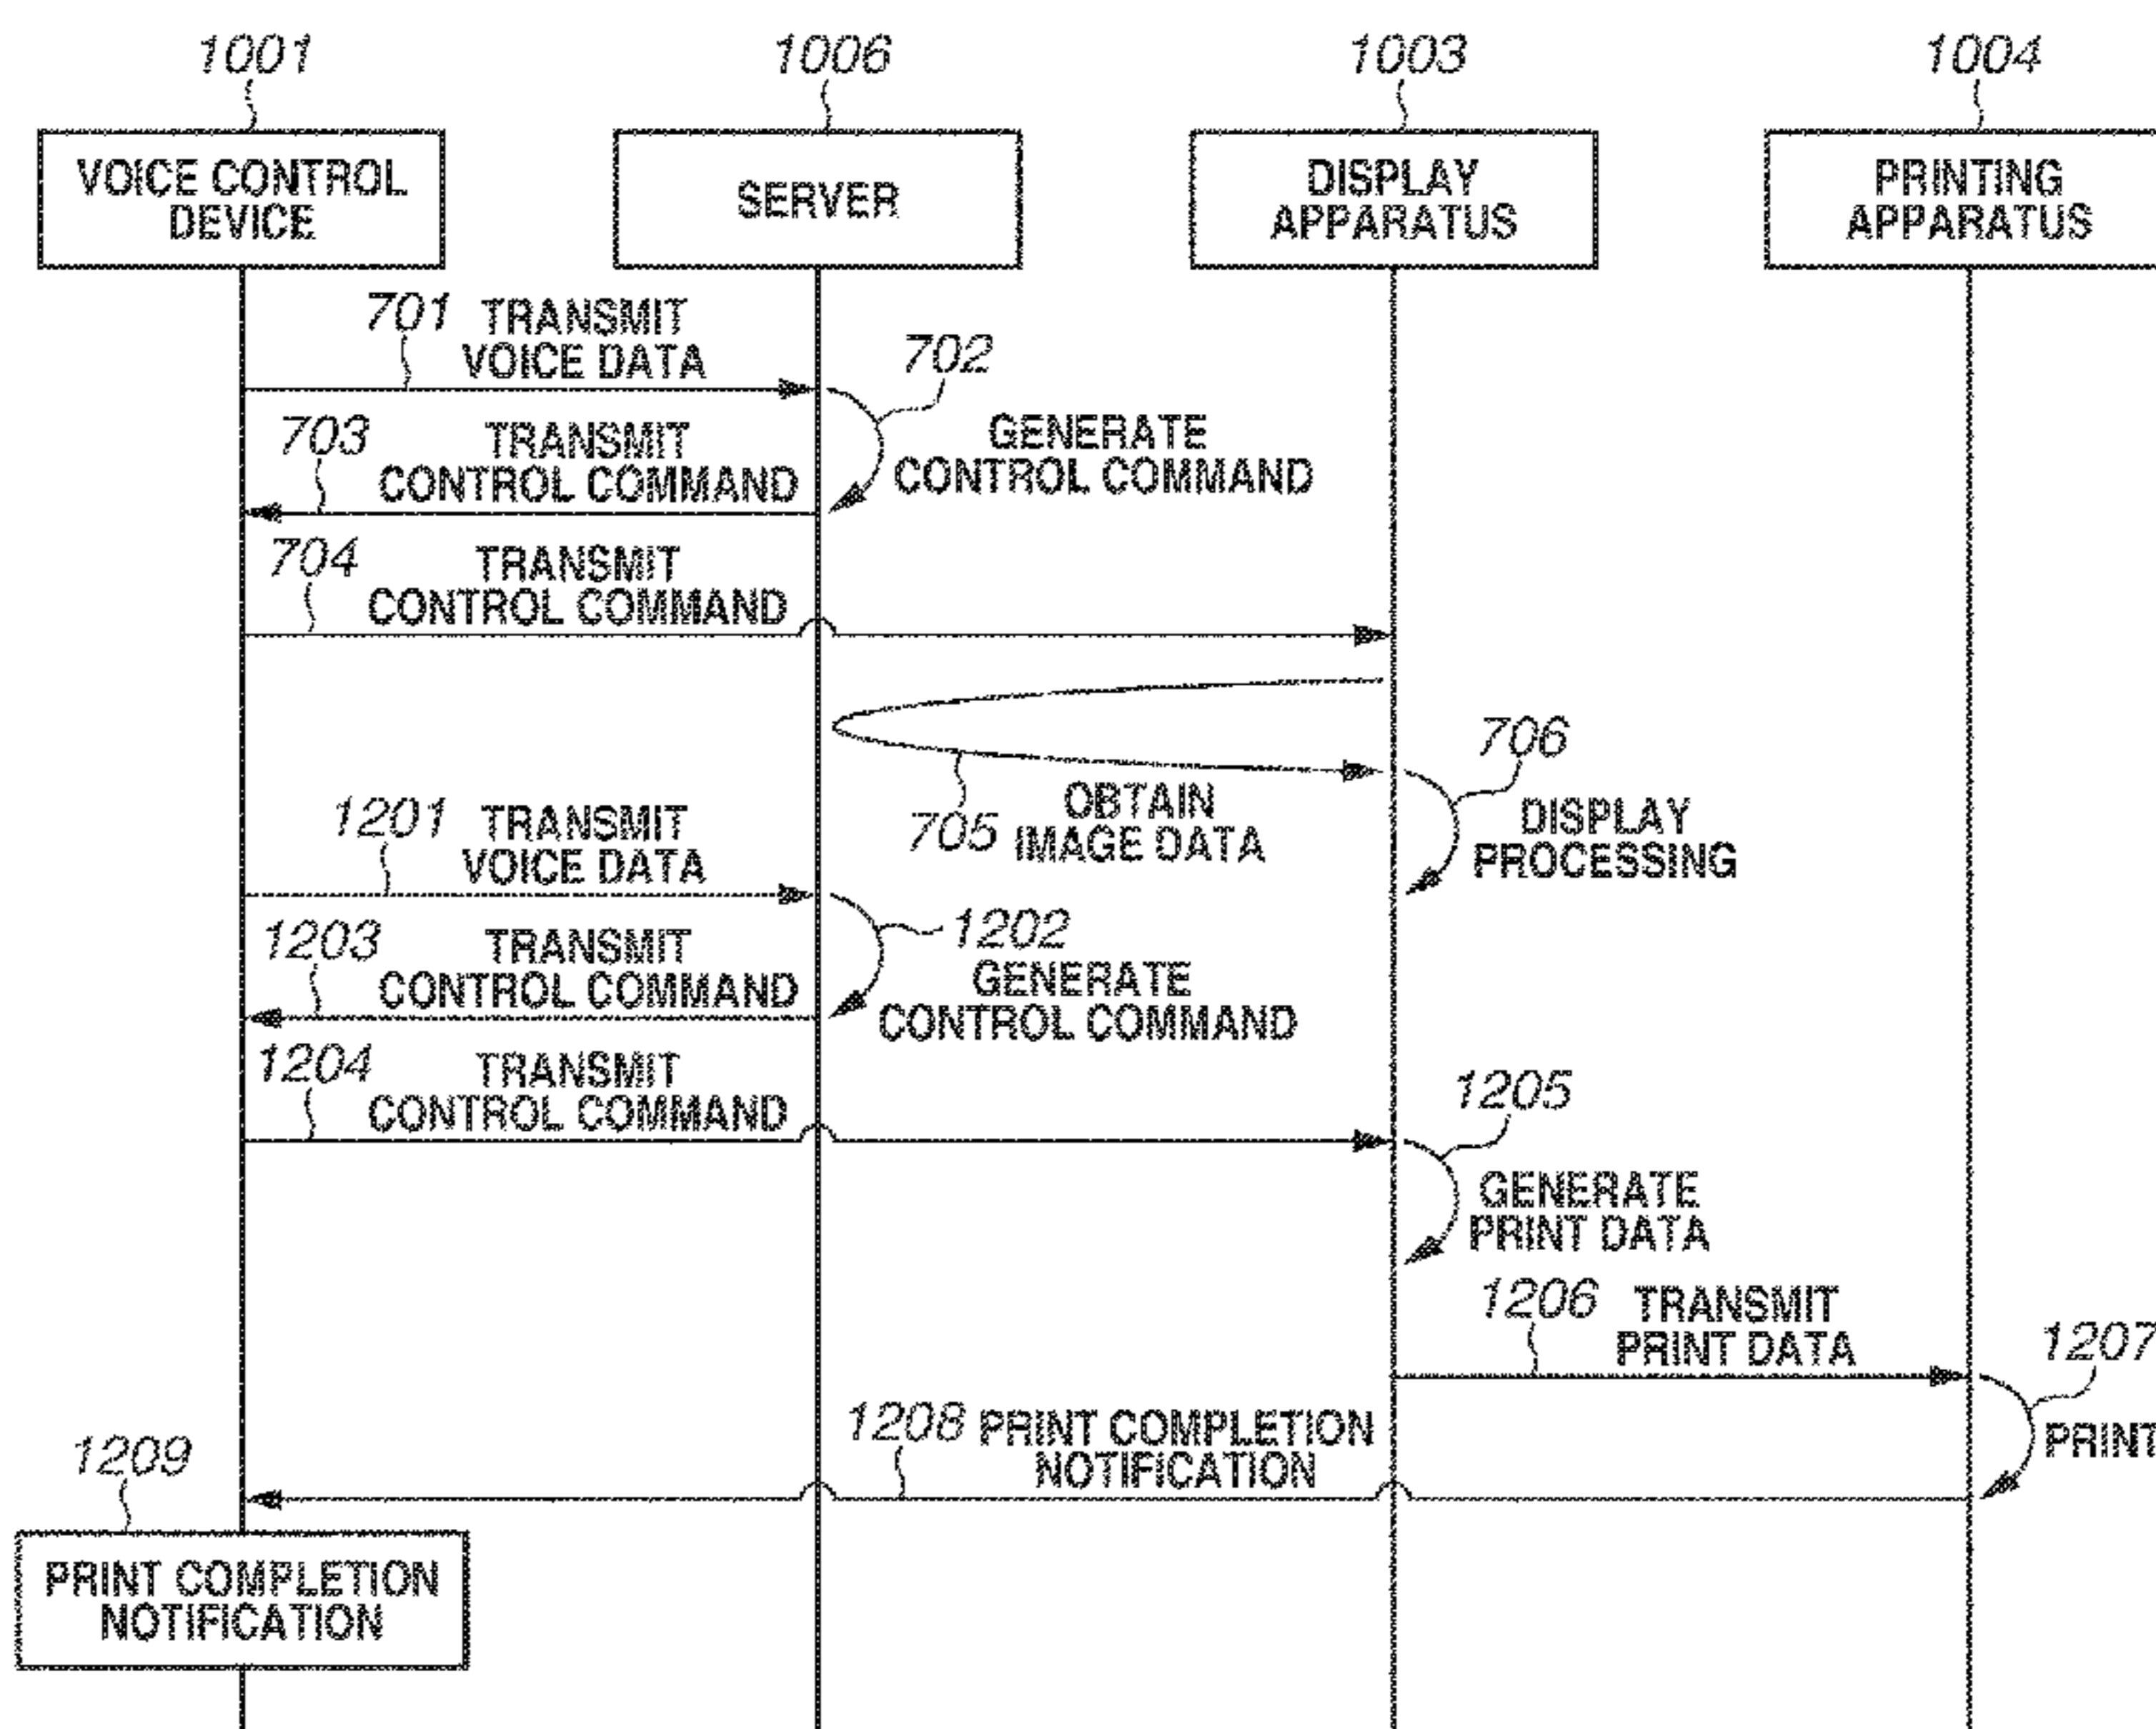 1001
1006
1003
1004
VOICE CONTROL
DEVICE
SERVER
DISPLAY
APPARATUS
PRINTING
APPARATUS
701 TRANSMIT
VOICE DATA
702
GENERATE
CONTROL COMMAND
703 TRANSMIT
CONTROL COMMAND
704 TRANSMIT
CONTROL COMMAND
705 OBTAIN
IMAGE DATA
706
DISPLAY
PROCESSING
1201 TRANSMIT
VOICE DATA
1202
GENERATE
CONTROL COMMAND
1203 TRANSMIT
CONTROL COMMAND
1204 TRANSMIT
CONTROL COMMAND
1205
GENERATE
PRINT DATA
1206 TRANSMIT
PRINT DATA
1207
PRINT
1208 PRINT COMPLETION
NOTIFICATION
1209
PRINT COMPLETION
NOTIFICATION